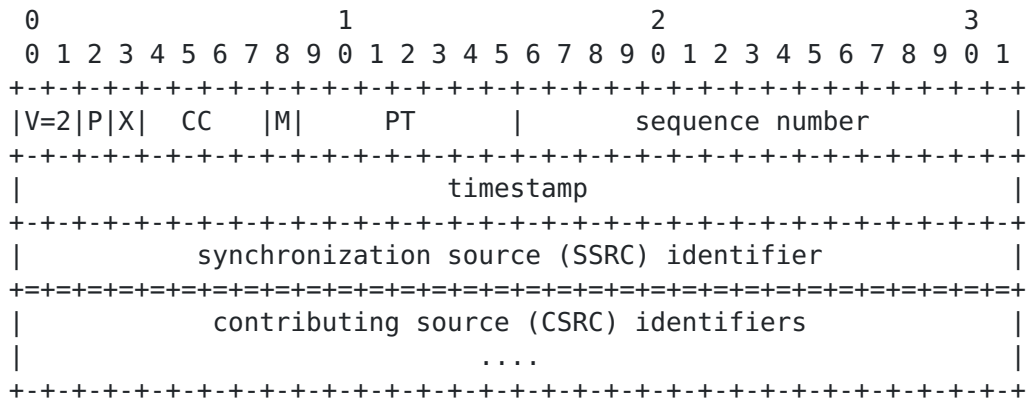 0                   1                   2                   3
 0 1 2 3 4 5 6 7 8 9 0 1 2 3 4 5 6 7 8 9 0 1 2 3 4 5 6 7 8 9 0 1
+-+-+-+-+-+-+-+-+-+-+-+-+-+-+-+-+-+-+-+-+-+-+-+-+-+-+-+-+-+-+-+-+
|V=2|P|X|  CC   |M|     PT      |       sequence number         |
+-+-+-+-+-+-+-+-+-+-+-+-+-+-+-+-+-+-+-+-+-+-+-+-+-+-+-+-+-+-+-+-+
|                           timestamp                           |
+-+-+-+-+-+-+-+-+-+-+-+-+-+-+-+-+-+-+-+-+-+-+-+-+-+-+-+-+-+-+-+-+
|           synchronization source (SSRC) identifier            |
+=+=+=+=+=+=+=+=+=+=+=+=+=+=+=+=+=+=+=+=+=+=+=+=+=+=+=+=+=+=+=+=+
|            contributing source (CSRC) identifiers             |
|                             ....                              |
+-+-+-+-+-+-+-+-+-+-+-+-+-+-+-+-+-+-+-+-+-+-+-+-+-+-+-+-+-+-+-+-+